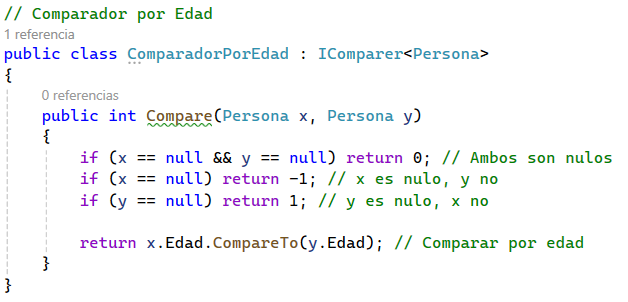 // Comparador por Edad
1 referencia
public class ComparadorPorEdad : IComparer<Persona>
{
0 referencias
public int Compare(Persona x, Persona y)
{
if (x == null && y == null) return 0; // Ambos son nulos
if (x == null) return -1; // x es nulo, y no
if (y == null) return 1; // y es nulo, x no
return x.Edad.CompareTo(y.Edad); // Comparar por edad
}
}